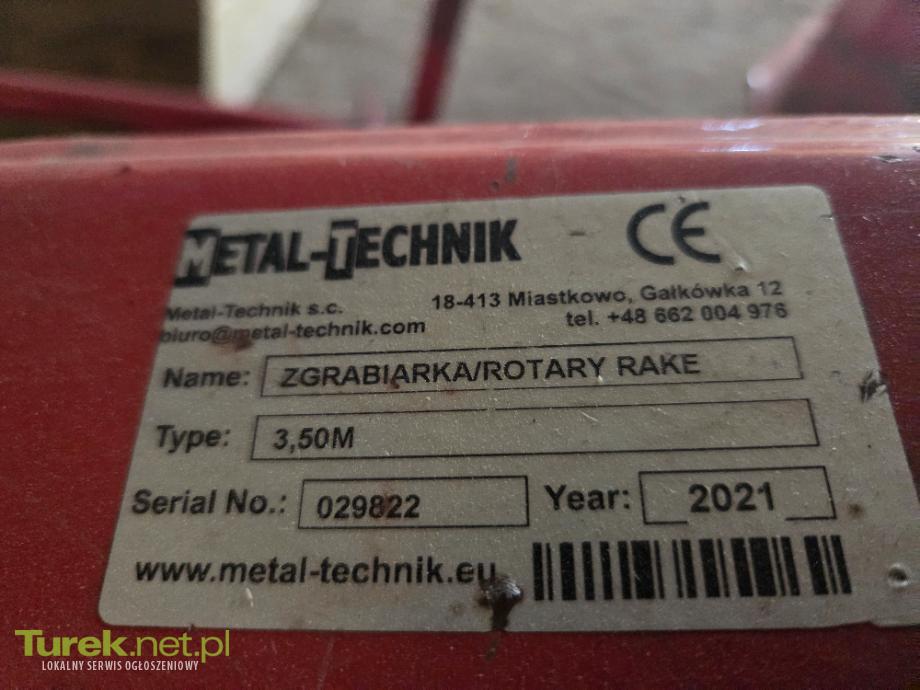 METAL-TECHNIK CE
Metal-Technik s.c. 18-413 Miastkowo, Gałkówka 12
biuro@metal-technik.com tel. +48 662 004 976
Name: ZGRABIARKA/ROTARY RAKE
Type: 3,50M
Serial No.: 029822 Year: 2021
www.metal-technik.eu
Turek.net.pl
LOKALNY SERWIS OGŁOSZENIOWY